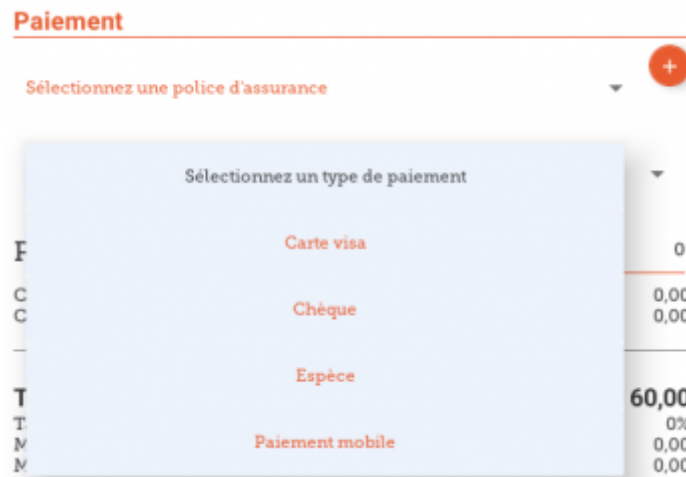 Paiement
+
Sélectionnez une police d'assurance
Sélectionnez un type de paiement
Carte visa
0
Chèque
0,00
0,00
Espèce
60,00
0%
Paiement mobile
0,00
0,00